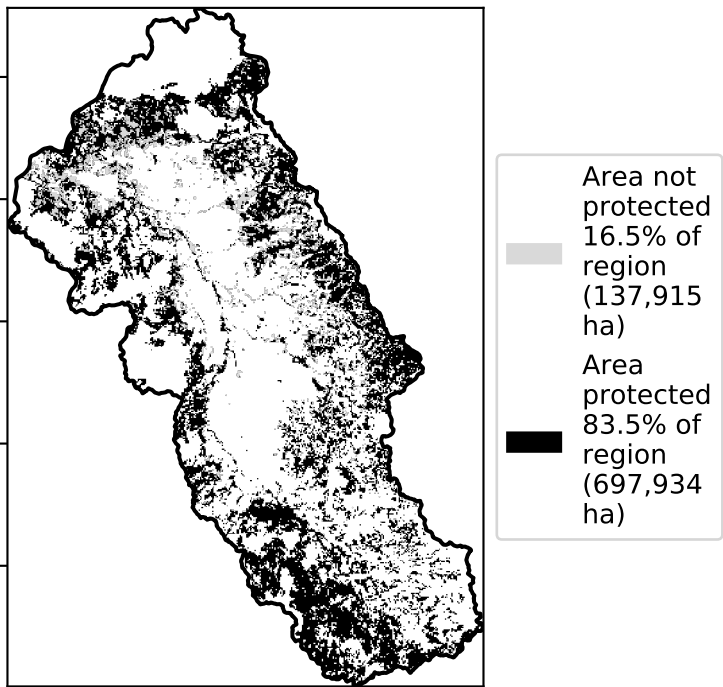 Area not
protected
16.5% of
region
(137,915
ha)
Area
protected
83.5% of
region
(697,934
ha)